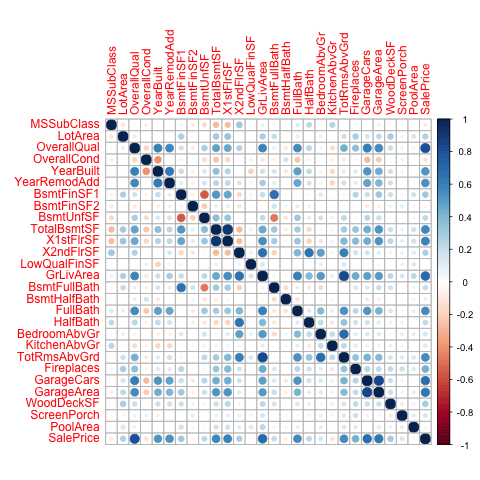 MSSubClass
LotArea
OverallQual
OverallCond
YearBuilt
YearRemodAdd
BsmtFinSF1
BsmtFinSF2
BsmtUnfSF
TotalBsmtSF
X1stFlrSF
X2ndFlrSF
LowQualFinSF
GrLivArea
BsmtFullBath
BsmtHalfBath
FullBath
HalfBath
BedroomAbvGr
KitchenAbvGr
TotRmsAbvGrd
Fireplaces
GarageCars
GarageArea
WoodDeckSF
ScreenPorch
PoolArea
SalePrice
MSSubClass
LotArea
OverallQual
OverallCond
YearBuilt
YearRemodAdd
BsmtFinSF1
BsmtFinSF2
BsmtUnfSF
TotalBsmtSF
X1stFlrSF
X2ndFlrSF
LowQualFinSF
GrLivArea
BsmtFullBath
BsmtHalfBath
FullBath
HalfBath
BedroomAbvGr
KitchenAbvGr
TotRmsAbvGrd
Fireplaces
GarageCars
GarageArea
WoodDeckSF
ScreenPorch
PoolArea
SalePrice
1
0.8
0.6
0.4
0.2
0
-0.2
-0.4
-0.6
-0.8
-1